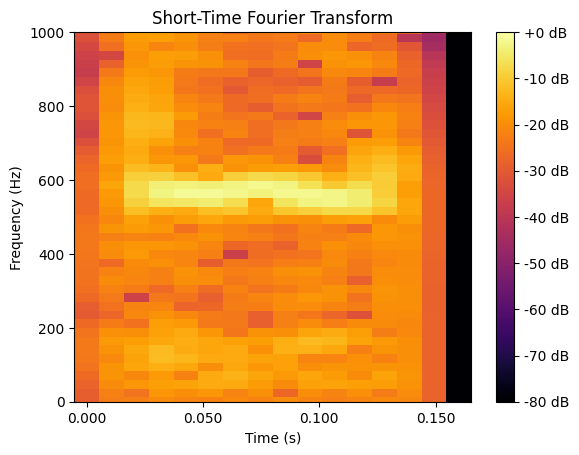 Short-Time Fourier Transform
1000
800
600
400
200
0
Frequency (Hz)
0.000
0.050
0.100
0.150
Time (s)
+0 dB
-10 dB
-20 dB
-30 dB
-40 dB
-50 dB
-60 dB
-70 dB
-80 dB